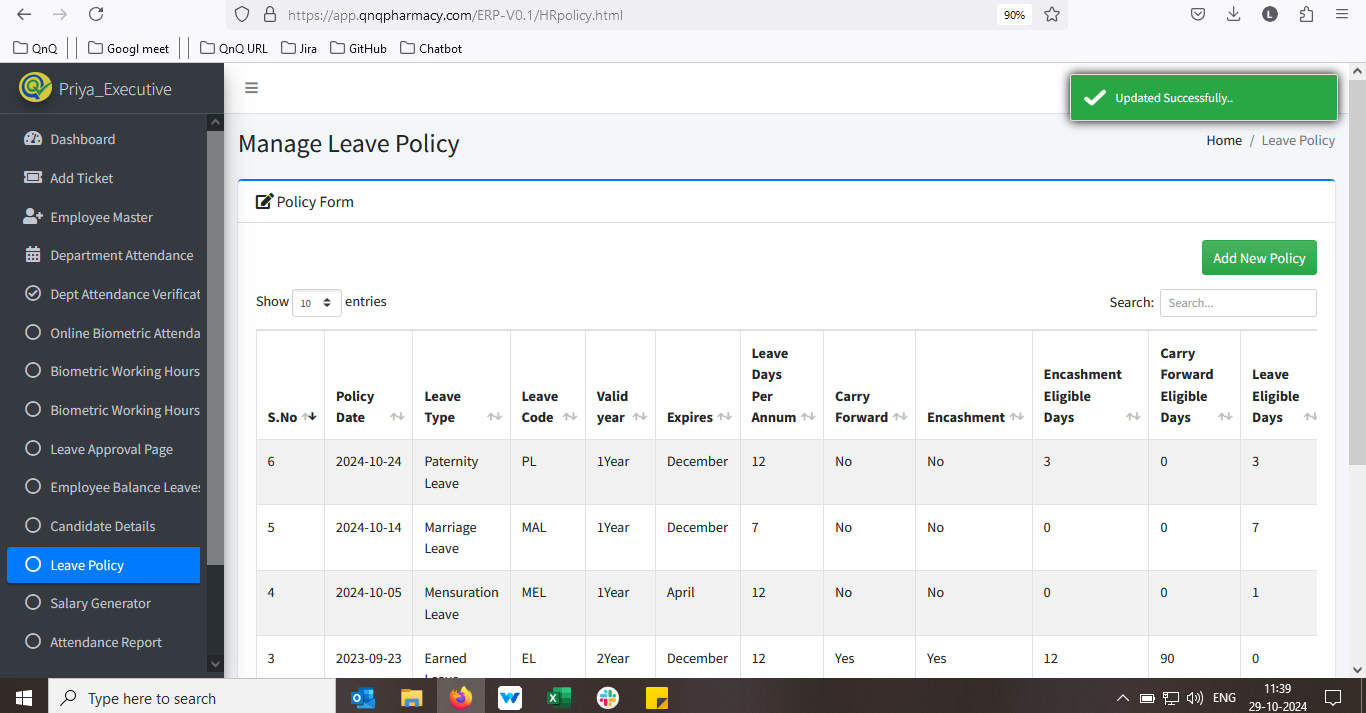 https://app.qnqpharmacy.com/ERP-V0.1/HRpolicy.html
90%
L
QnQ
Googl meet
QnQ URL
Jira
GitHub
Chatbot
Priya_Executive
Updated Successfully..
Dashboard
Add Ticket
Employee Master
Department Attendance
Dept Attendance Verificat
Online Biometric Attenda
Biometric Working Hours
Biometric Working Hours
Leave Approval Page
Employee Balance Leaves
Candidate Details
Leave Policy
Salary Generator
Attendance Report
Manage Leave Policy
Home / Leave Policy
Policy Form
Add New Policy
Show 10 entries
Search: Search...
S.No
Policy Date
Leave Type
Leave Code
Valid year
Expires
Leave Days Per Annum
Carry Forward
Encashment
Encashment Eligible Days
Carry Forward Eligible Days
Leave Eligible Days
6 2024-10-24 Paternity Leave PL 1Year December 12 No No 3 0 3
5 2024-10-14 Marriage Leave MAL 1Year December 7 No No 0 0 7
4 2024-10-05 Mensuration Leave MEL 1Year April 12 No No 0 0 1
3 2023-09-23 Earned Leave EL 2Year December 12 Yes Yes 12 90 0
Type here to search
ENG
11:39
29-10-2024